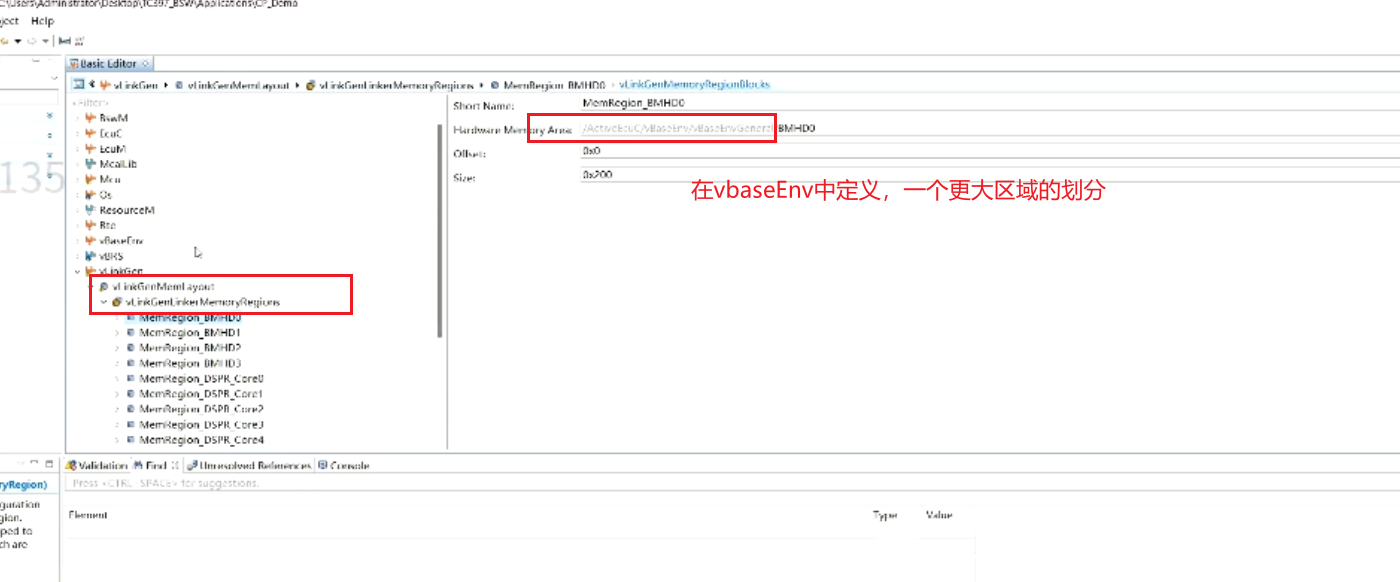 C:\Users\Administrator\Desktop\TC397_BSW\Applications\CP_Demo
ject Help
Basic Editor
vLinkGen vLinkGenMemLayout vLinkGenLinkerMemoryRegions MemRegion_BMHD0 vLinkGenMemoryRegionBlocks
<Filter>
BswM
EcuC
EcuM
McalLib
Mcu
Os
ResourceM
Rte
vBaseEnv
vBRS
vLinkGen
vLinkGenMemLayout
vLinkGenLinkerMemoryRegions
MemRegion_BMHD0
MemRegion_BMHD1
MemRegion_BMHD2
MemRegion_BMHD3
MemRegion_DSPR_Core0
MemRegion_DSPR_Core1
MemRegion_DSPR_Core2
MemRegion_DSPR_Core3
MemRegion_DSPR_Core4
135
Short Name: MemRegion_BMHD0
Hardware Memory Area: /ActiveEcuC/vBaseEnv/vBaseEnvGeneral/BMHD0
Offset: 0x0
Size: 0x200
在vbaseEnv中定义，一个更大区域的划分
Validation Find Unresolved References Console
Press <CTRL SPACE> for suggestions.
Element Type Value
ryRegion)
guration
gion.
ped to
ch are